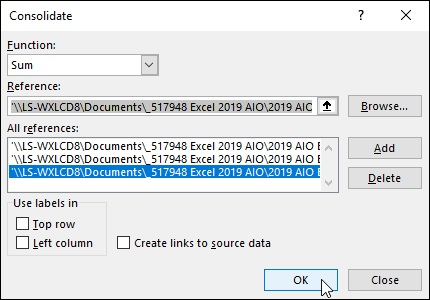 Consolidate
?
Function:
Sum
Reference:
'\\LS-WXLCD8\Documents\_517948 Excel 2019 AIO\2019 AIO
Browse...
All references:
'\\LS-WXLCD8\Documents\_517948 Excel 2019 AIO\2019 AIO E
'\\LS-WXLCD8\Documents\_517948 Excel 2019 AIO\2019 AIO E
'\\LS-WXLCD8\Documents\_517948 Excel 2019 AIO\2019 AIO E
Add
Delete
Use labels in
Top row
Left column
Create links to source data
OK
Close